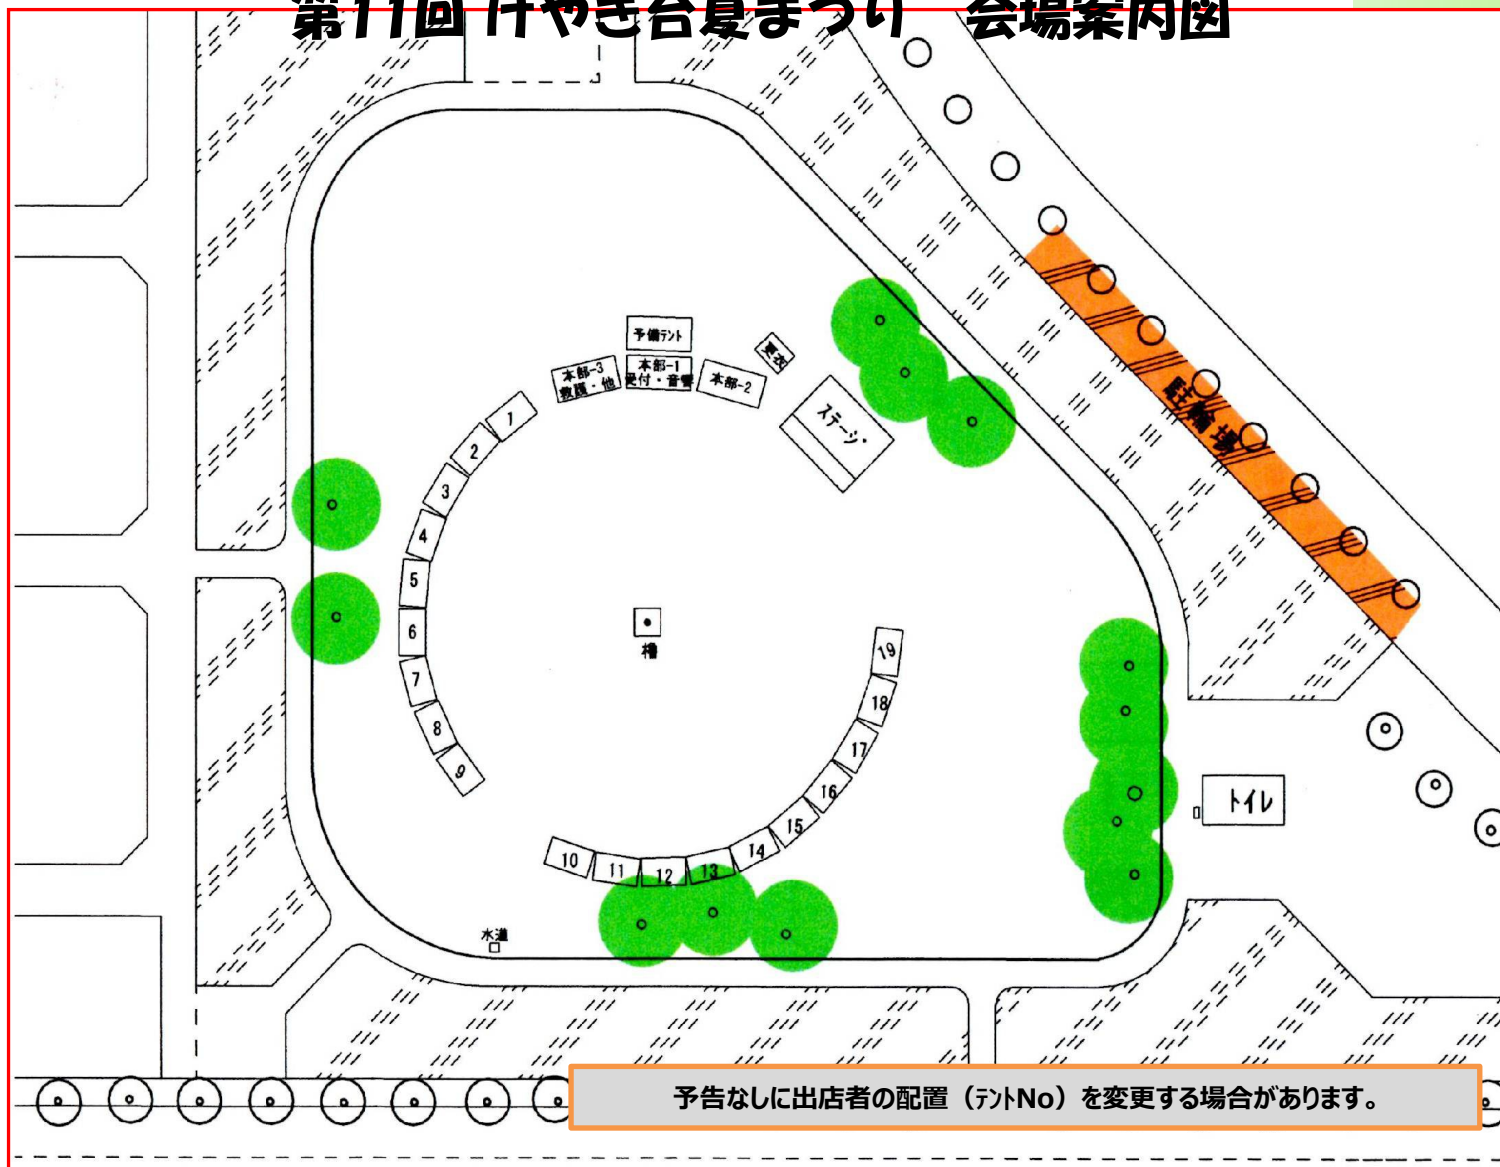 第11回 けやき台夏まつり 会場案内図
予備テント
本部-3
救護・他
本部-1
受付・音響
本部-2
更衣
ステージ
駐輪場
1
2
3
4
5
6
7
8
9
櫓
19
18
17
16
15
14
13
12
11
10
トイレ
水道
予告なしに出店者の配置（テントNo）を変更する場合があります。